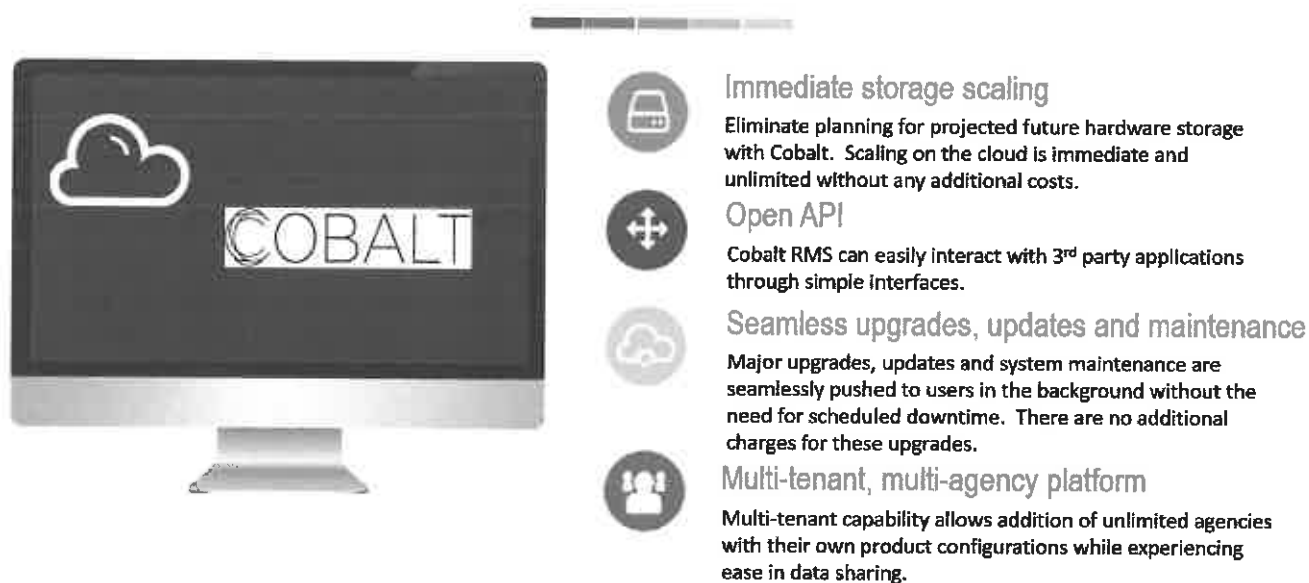 COBALT
Immediate storage scaling
Eliminate planning for projected future hardware storage
with Cobalt.  Scaling on the cloud is immediate and
unlimited without any additional costs.
Open API
Cobalt RMS can easily interact with 3rd party applications
through simple interfaces.
Seamless upgrades, updates and maintenance
Major upgrades, updates and system maintenance are
seamlessly pushed to users in the background without the
need for scheduled downtime.  There are no additional
charges for these upgrades.
Multi-tenant, multi-agency platform
Multi-tenant capability allows addition of unlimited agencies
with their own product configurations while experiencing
ease in data sharing.